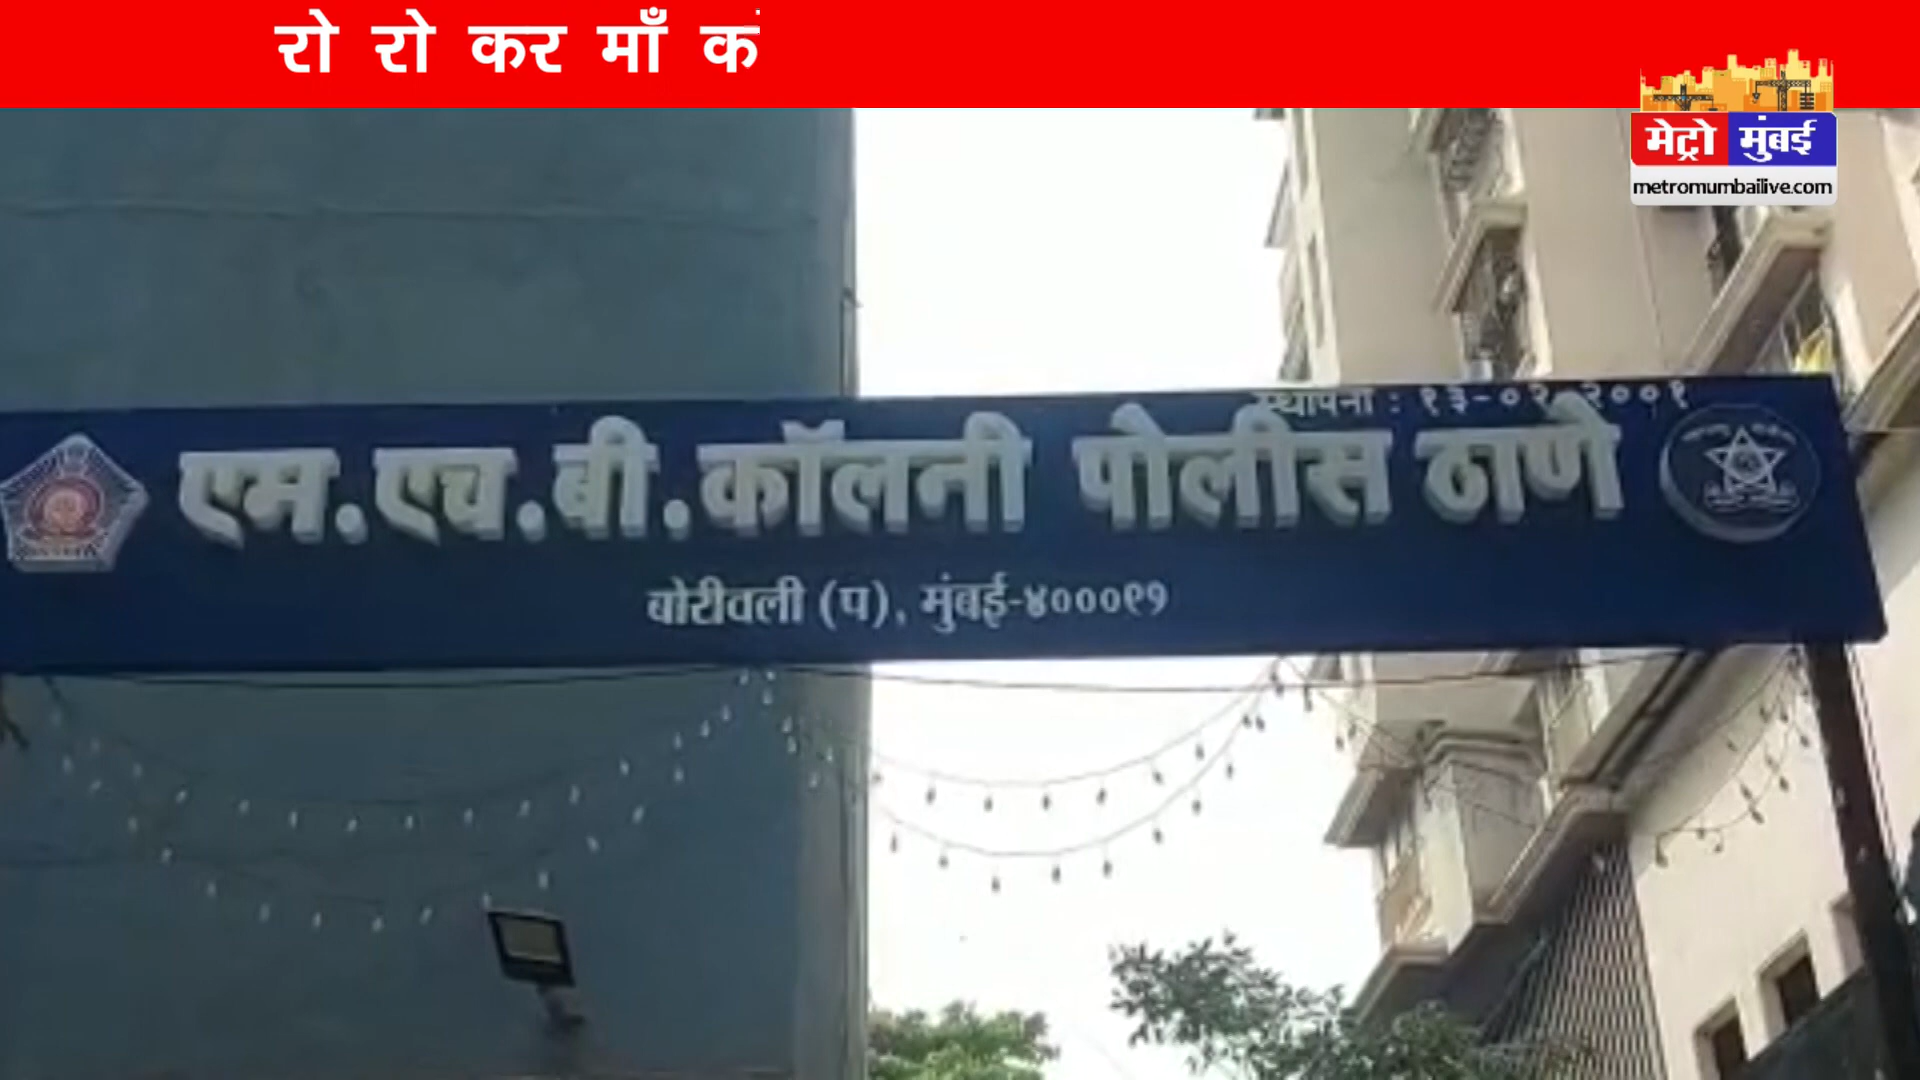 रो रो कर माँ
मेट्रो मुंबई
metromumbailive.com
स्थापना : १३-०२-२००१
एम.एच.बी.कॉलनी पोलीस ठाणे
बोरीवली (प), मुंबई-४०००९१